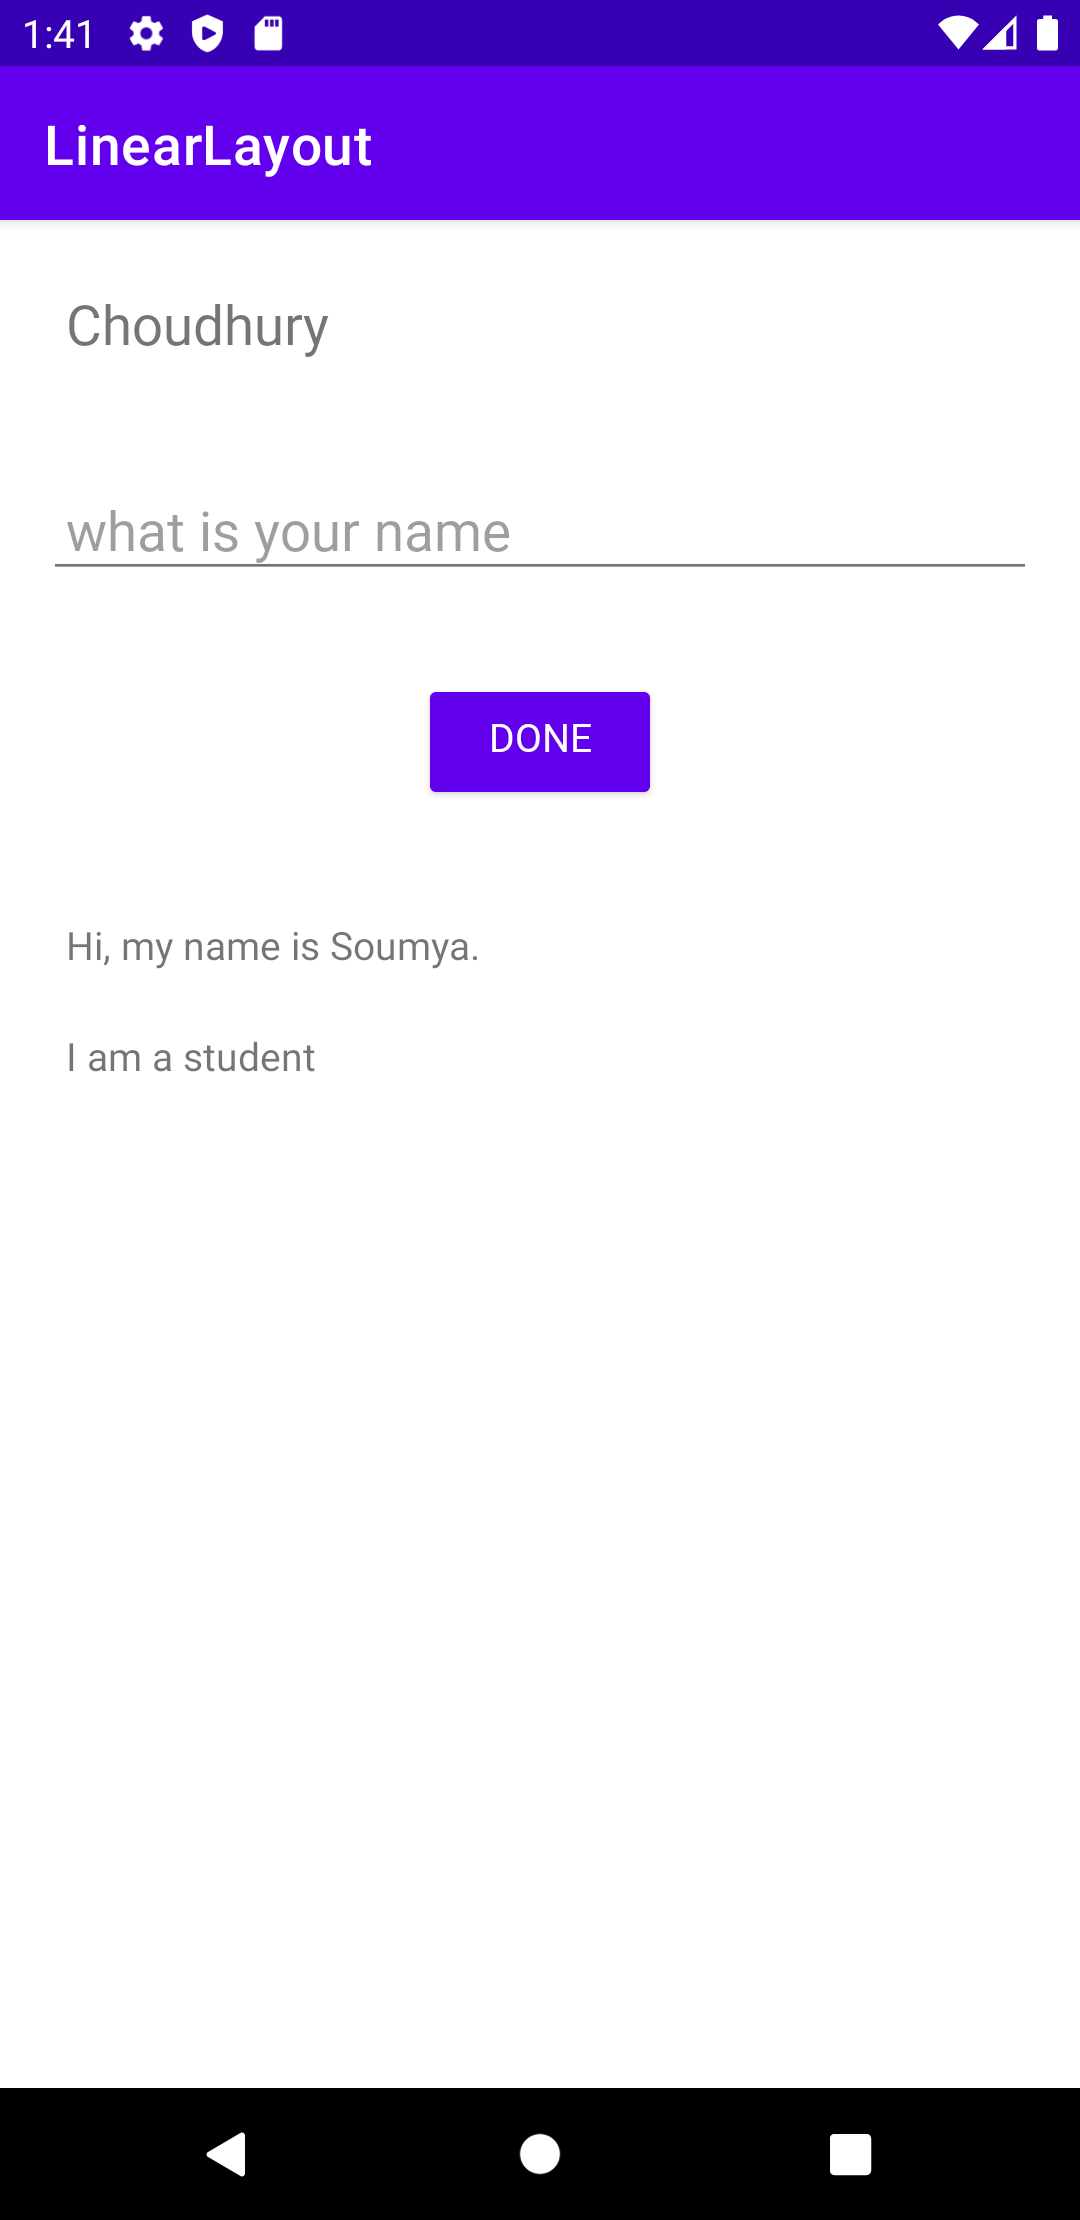 1:41
LinearLayout
Choudhury
what is your name
DONE
Hi, my name is Soumya.
I am a student